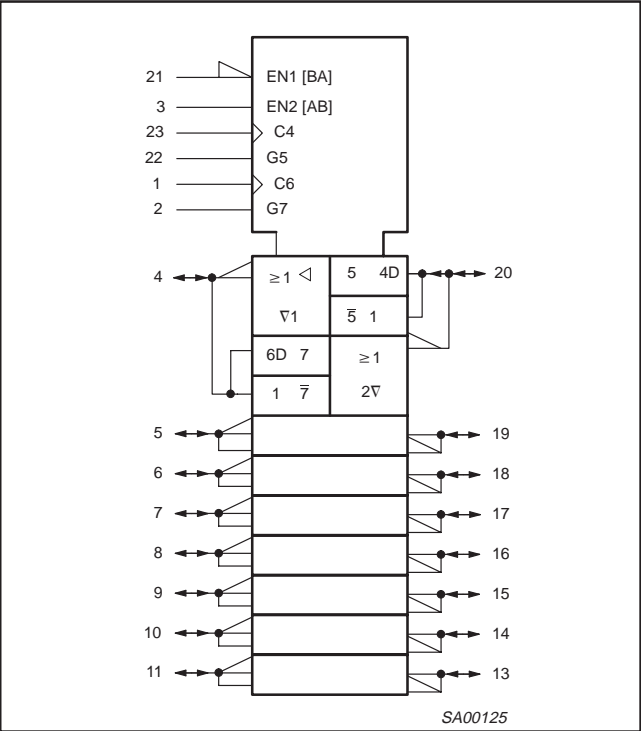 21 EN1 [BA]
3 EN2 [AB]
23 C4
22 G5
1 C6
2 G7
4 ≥1 ◁ 5 4D 20
∇1 5̅ 1
6D 7 ≥1
1 7̅ 2∇
5 19
6 18
7 17
8 16
9 15
10 14
11 13
SA00125